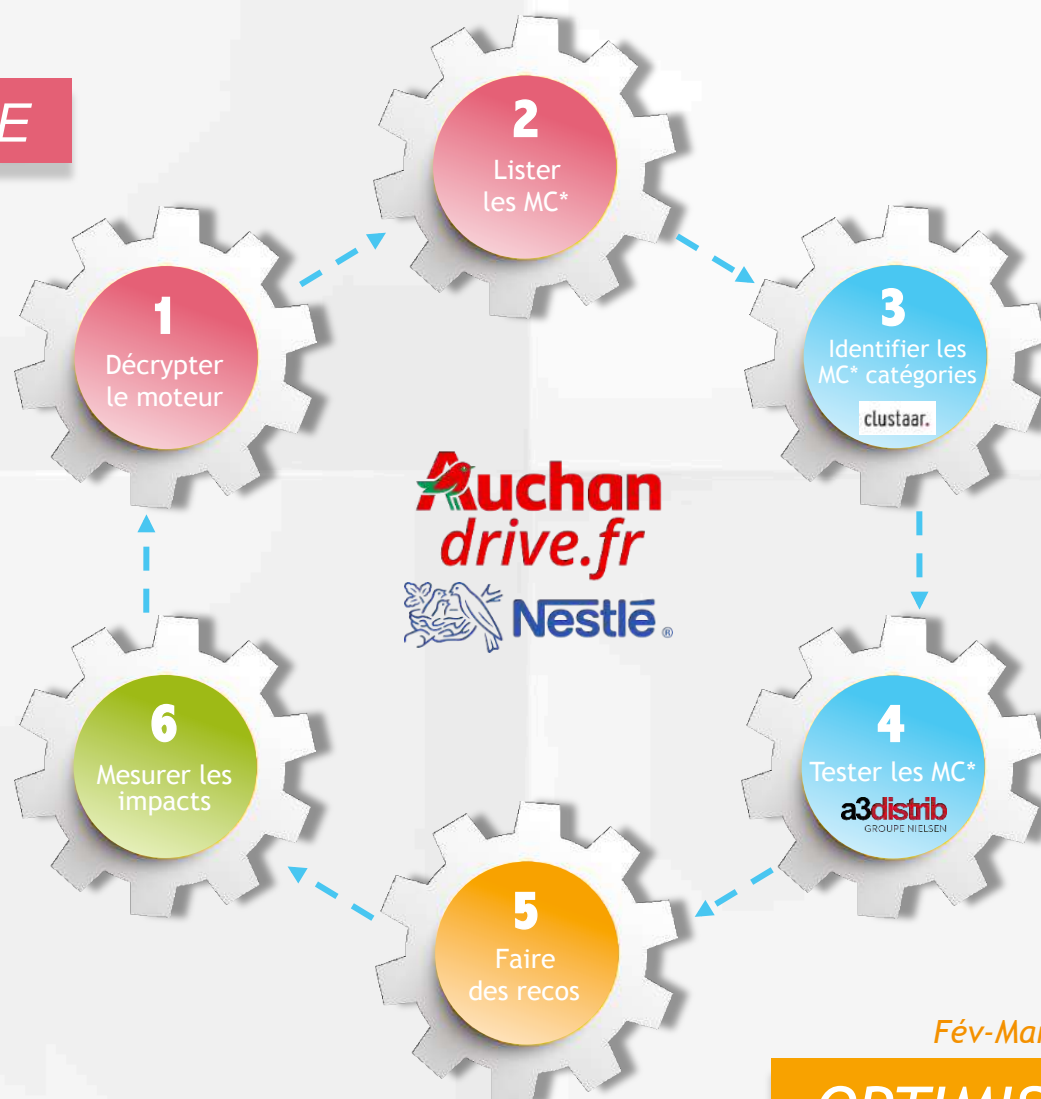 E
2
Lister
les MC*
1
Décrypter
le moteur
3
Identifier les
MC* catégories
clustaar.
Auchan
drive.fr
Nestlé®
6
Mesurer les
impacts
4
Tester les MC*
a3distrib
GROUPE NIELSEN
5
Faire
des recos
Fév-Mar
OPTIMIS